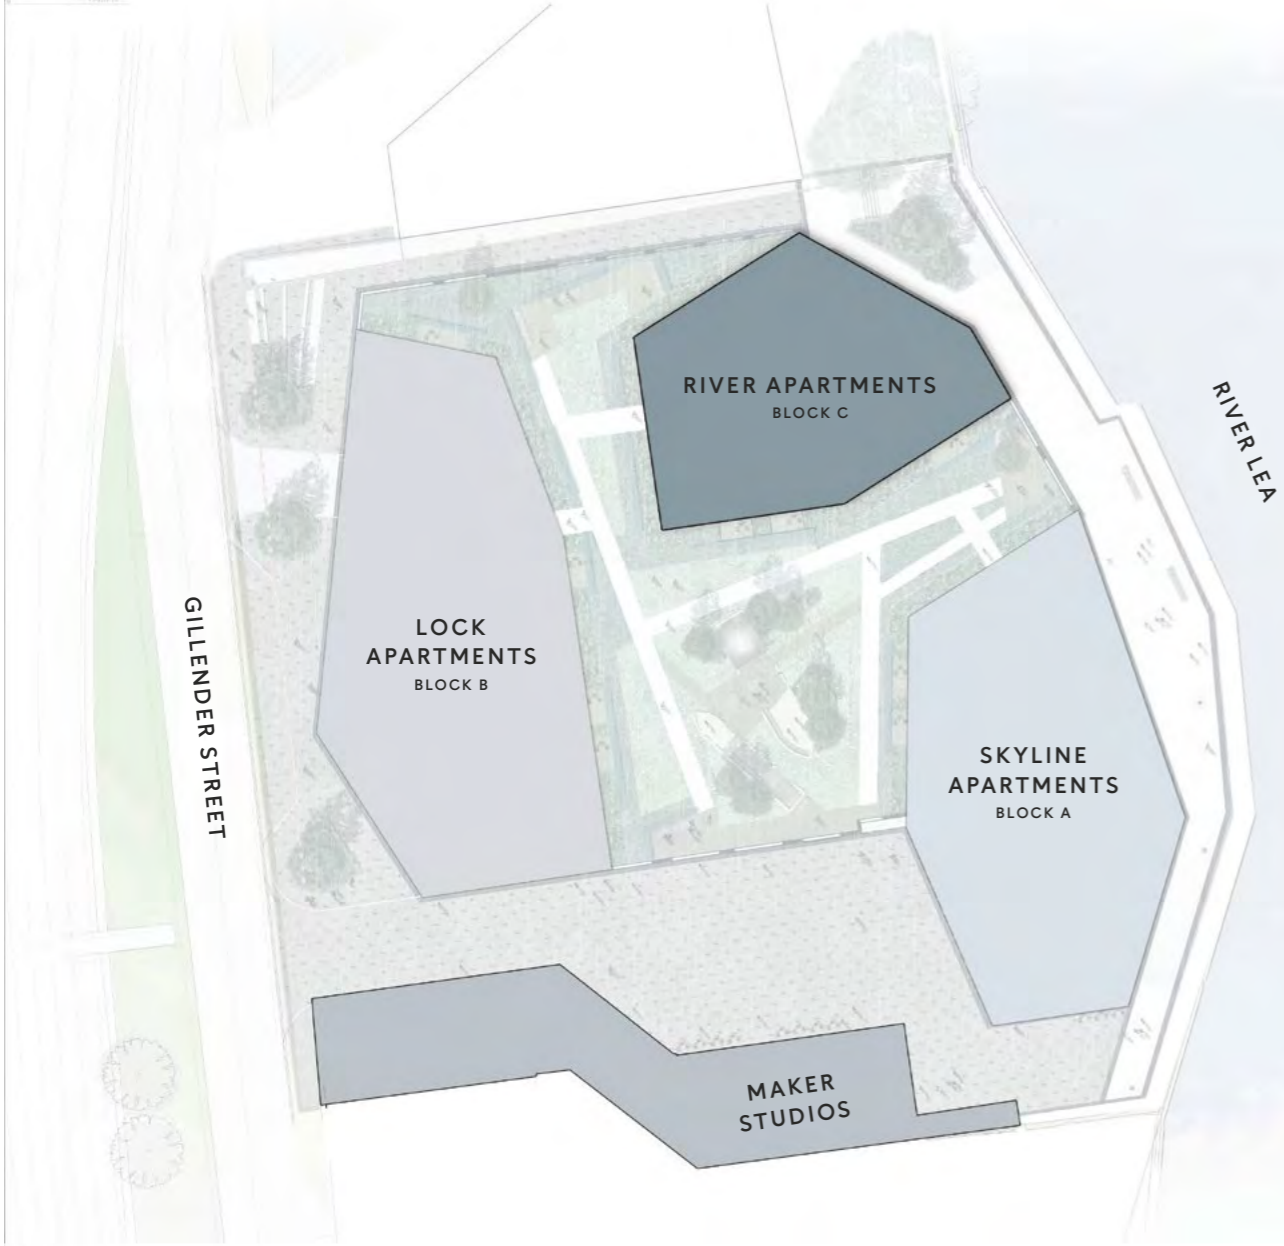 RIVER APARTMENTS
BLOCK C
RIVER LEA
LOCK
APARTMENTS
BLOCK B
GILLENDER STREET
SKYLINE
APARTMENTS
BLOCK A
MAKER
STUDIOS